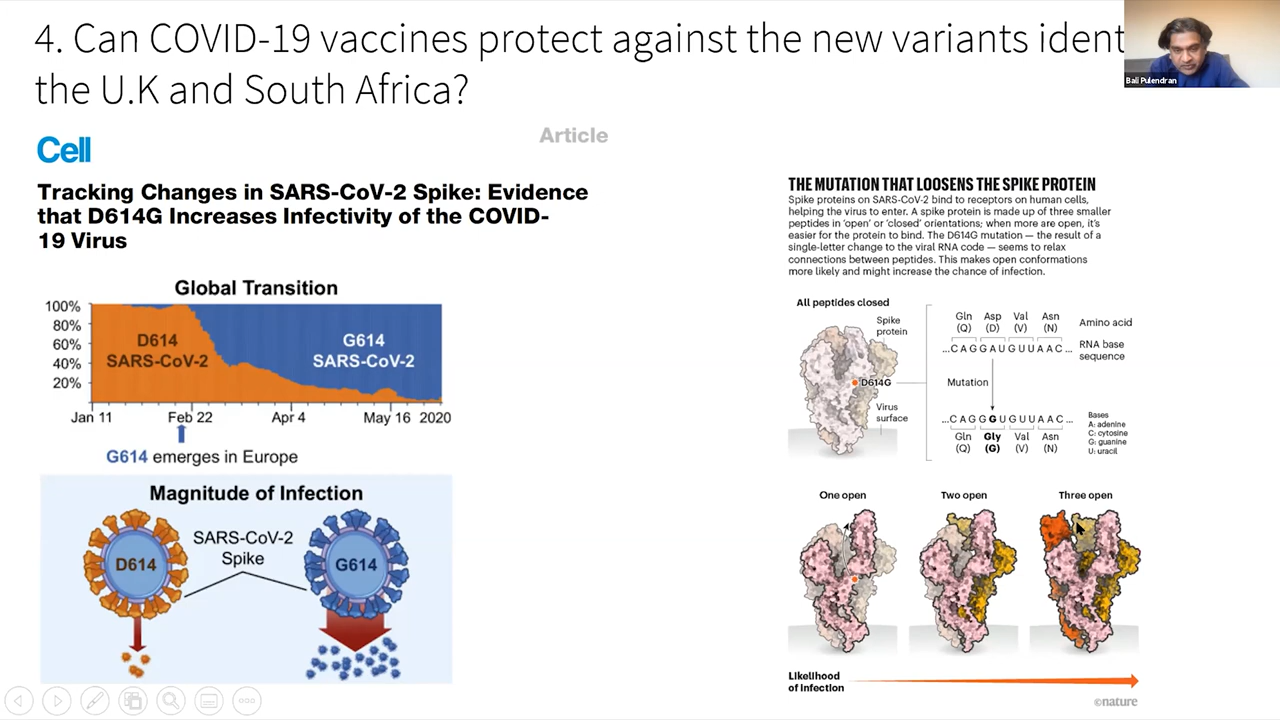 4. Can COVID-19 vaccines protect against the new variants ident
the U.K and South Africa?
Bali Pulendran
Cell
Article
Tracking Changes in SARS-CoV-2 Spike: Evidence
that D614G Increases Infectivity of the COVID-
19 Virus
Global Transition
100%
80%
60%
40%
20%
D614
SARS-CoV-2
G614
SARS-CoV-2
Jan 11
Feb 22
Apr 4
May 16
2020
G614 emerges in Europe
Magnitude of Infection
SARS-CoV-2
Spike
D614
G614
THE MUTATION THAT LOOSENS THE SPIKE PROTEIN
Spike proteins on SARS-CoV-2 bind to receptors on human cells,
helping the virus to enter. A spike protein is made up of three smaller
peptides in 'open' or 'closed' orientations; when more are open, it's
easier for the protein to bind. The D614G mutation — the result of a
single-letter change to the viral RNA code — seems to relax
connections between peptides. This makes open conformations
more likely and might increase the chance of infection.
All peptides closed
Spike
protein
D614G
Virus
surface
Gln Asp Val Asn
(Q) (D) (V) (N)
Amino acid
...CAGGAUGUUAAC...
RNA base
sequence
Mutation
...CAGGGUGUUAAC...
Gln Gly Val Asn
(Q) (G) (V) (N)
Bases
A: adenine
C: cytosine
G: guanine
U: uracil
One open
Two open
Three open
Likelihood
of infection
©nature